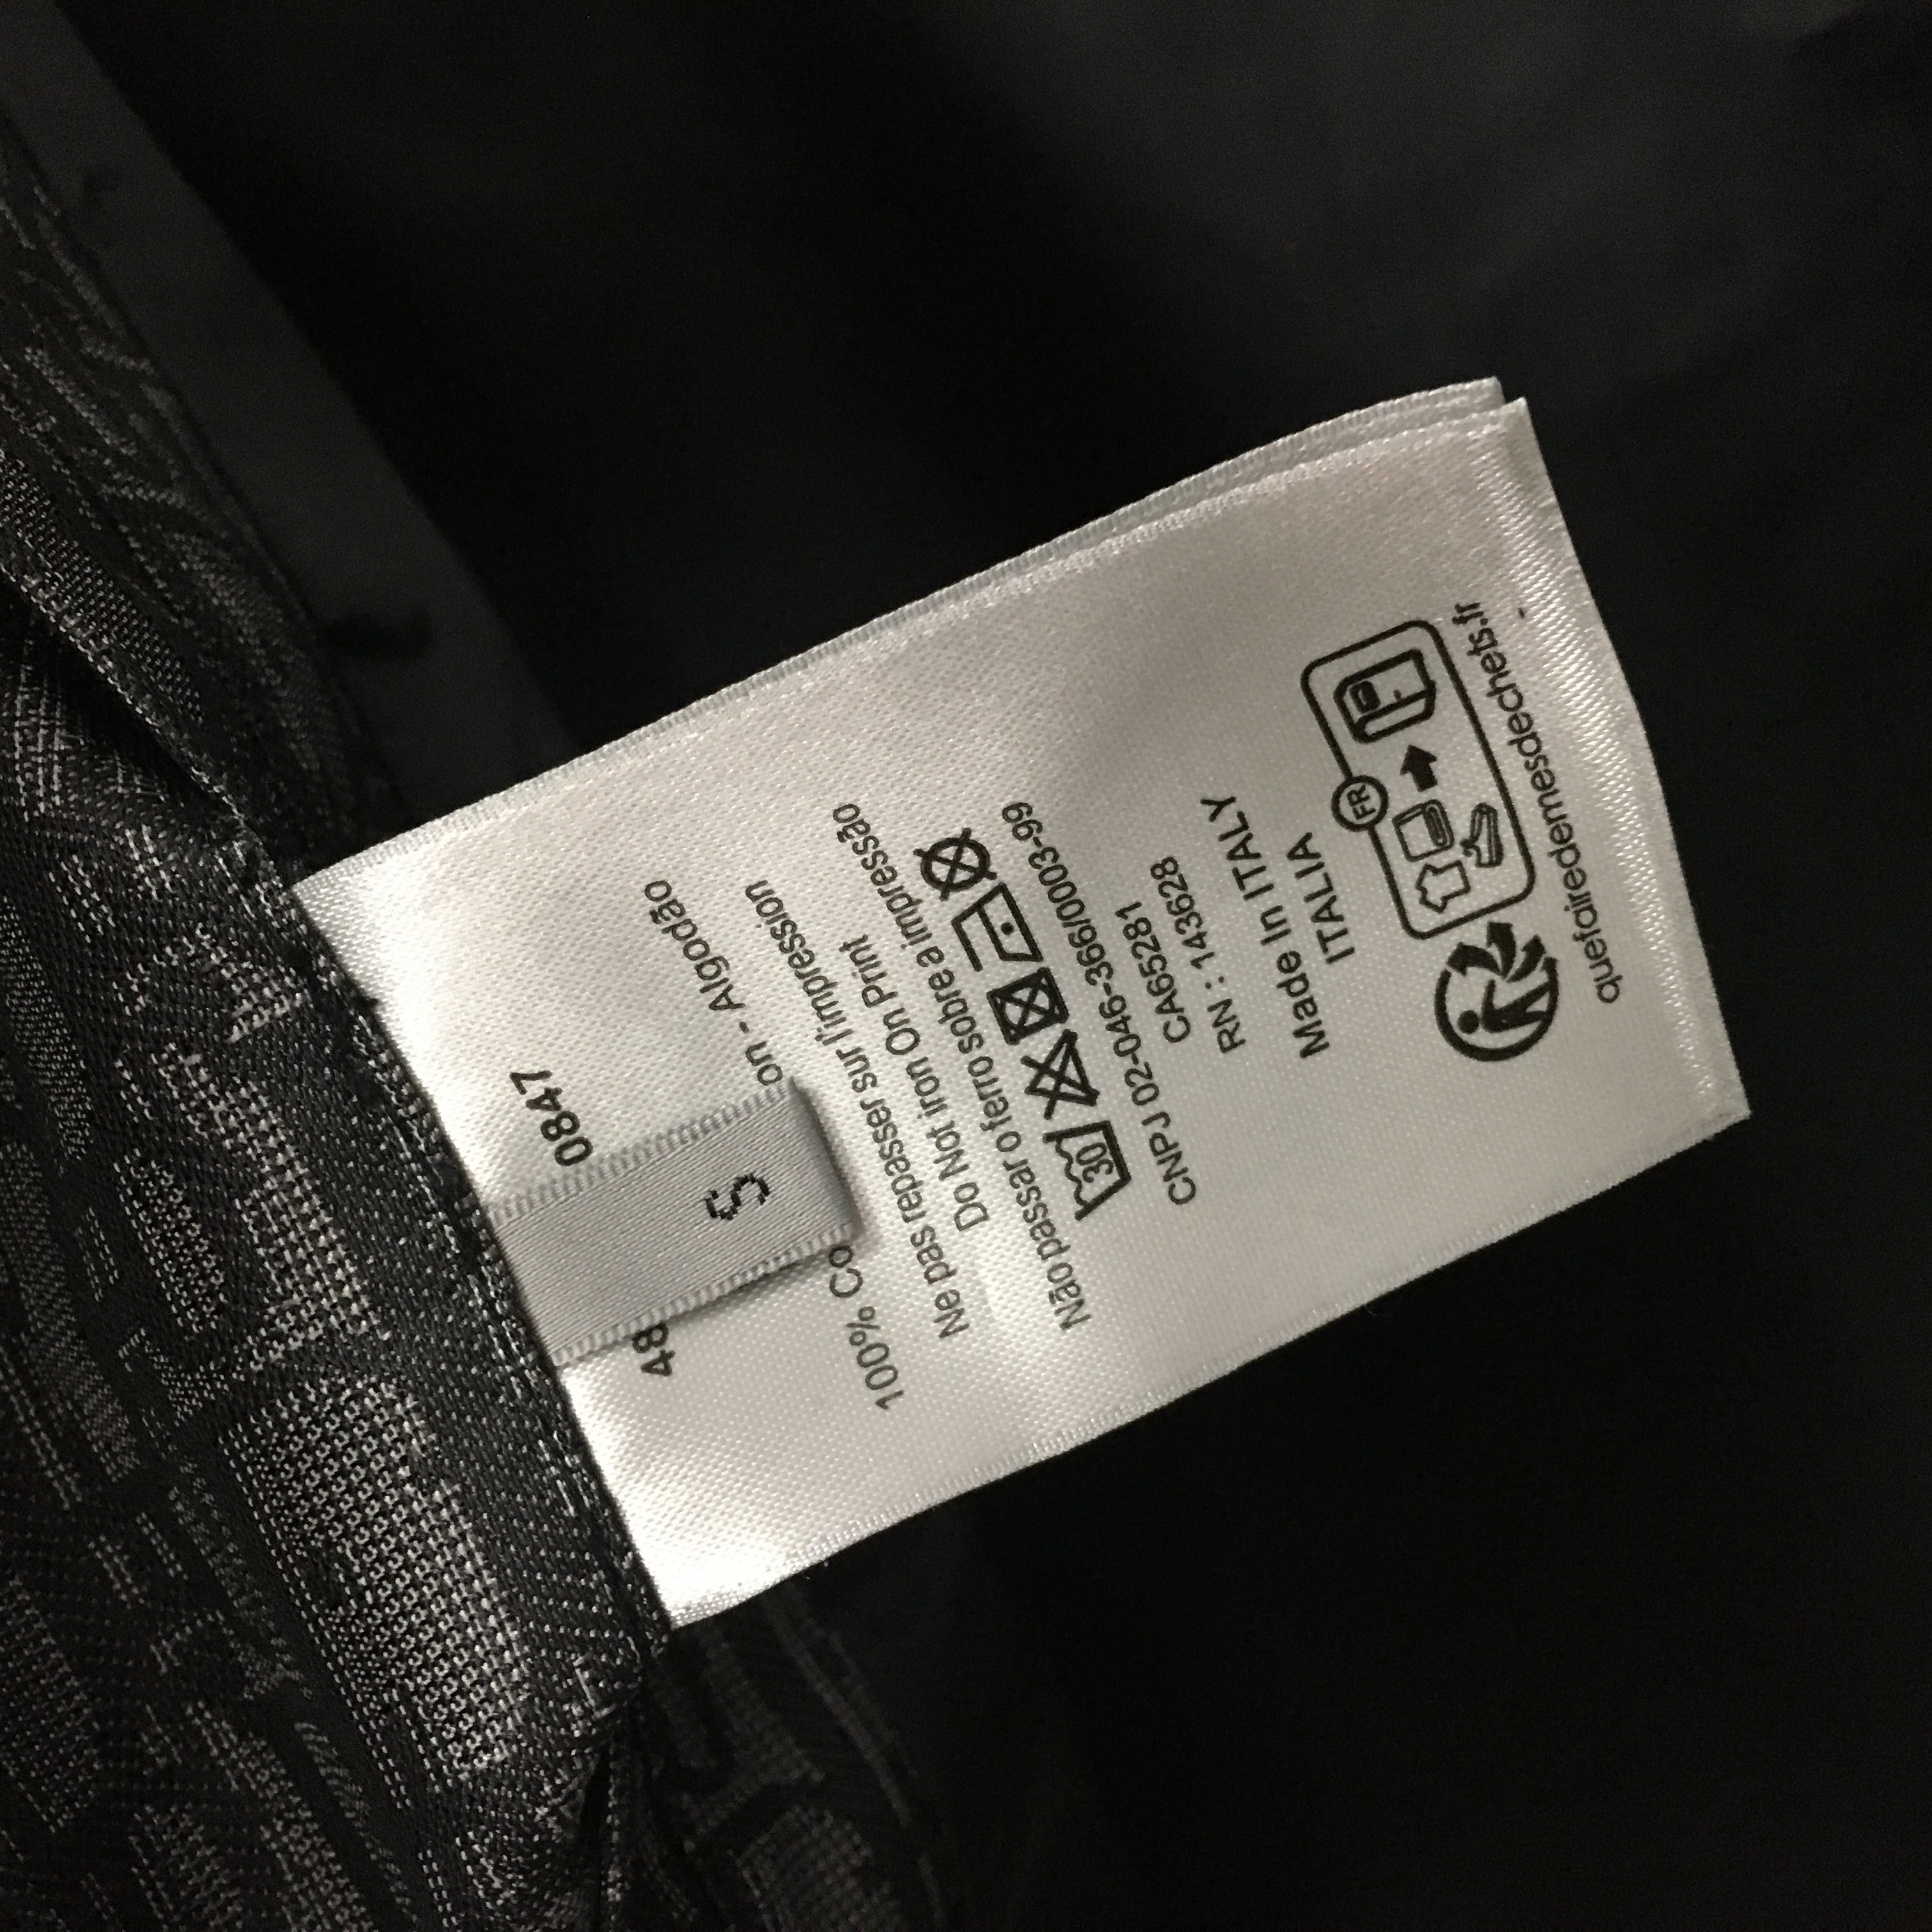 48 0847
S
100% Co on - Algodão
Ne pas repasser sur l'impression
Do Not Iron On Print
Não passar o ferro sobre a impressão
30
CNPJ 02-046-366/0003-99
CA65281
RN : 143628
Made In ITALY
ITALIA
FR
quefairedemesdechets.fr